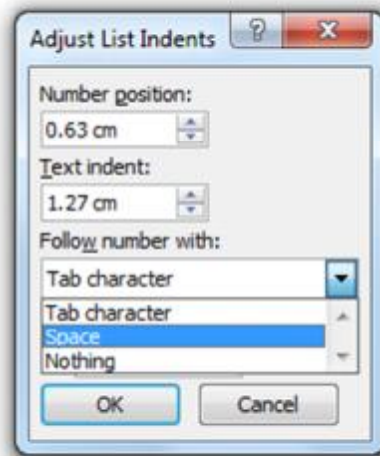 Adjust List Indents
Number position:
0.63 cm
Text indent:
1.27 cm
Follow number with:
Tab character
Tab character
Space
Nothing
OK
Cancel